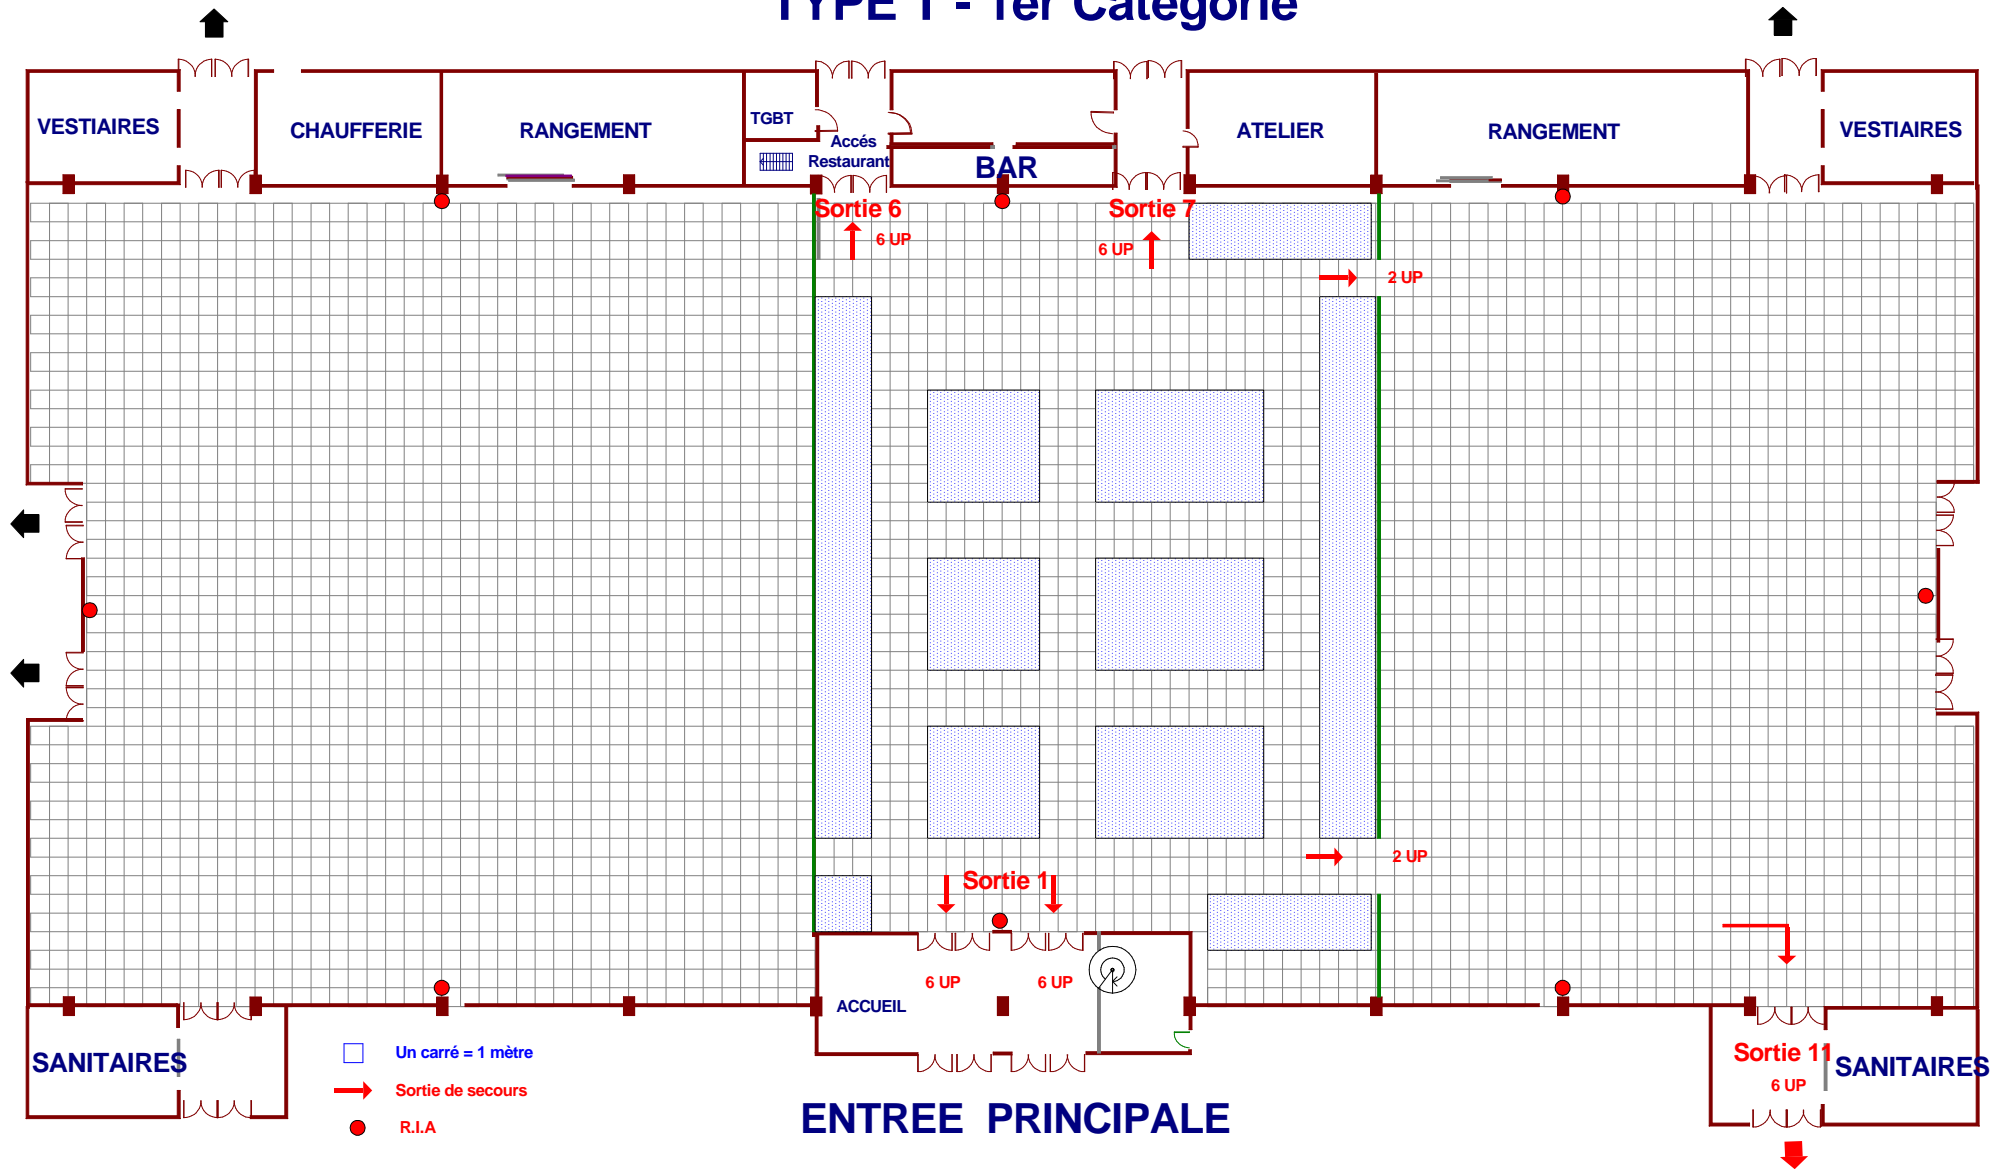 TYPE T - 1er Catégorie
VESTIAIRES
CHAUFFERIE
RANGEMENT
TGBT
Accés
Restaurant
BAR
ATELIER
RANGEMENT
VESTIAIRES
Sortie 6
6 UP
Sortie 7
6 UP
2 UP
2 UP
Sortie 1
6 UP
6 UP
ACCUEIL
SANITAIRES
Un carré = 1 mètre
Sortie de secours
R.I.A
ENTREE PRINCIPALE
Sortie 11
6 UP
SANITAIRES